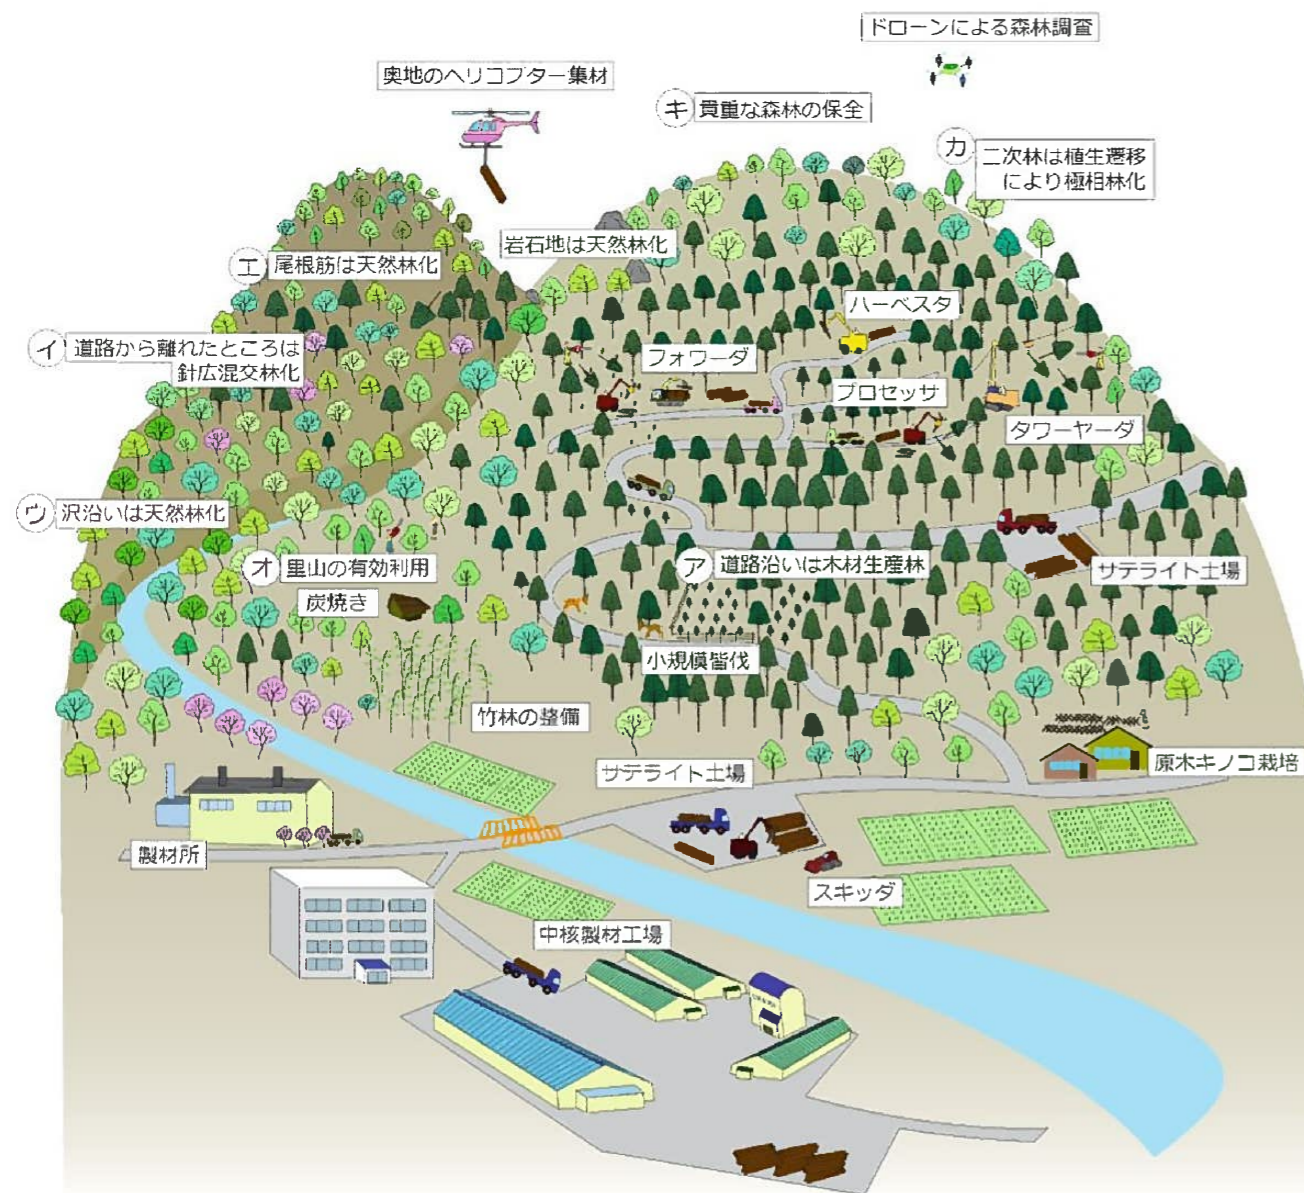 ドローンによる森林調査
奥地のヘリコプター集材
キ 貴重な森林の保全
カ 二次林は植生遷移
により極相林化
岩石地は天然林化
エ 尾根筋は天然林化
ハーベスタ
イ 道路から離れたところは
針広混交林化
フォワーダ
プロセッサ
タワーヤーダ
ウ 沢沿いは天然林化
オ 里山の有効利用
ア 道路沿いは木材生産林
サテライト土場
炭焼き
小規模皆伐
竹林の整備
サテライト土場
原木キノコ栽培
製材所
スキッダ
中核製材工場